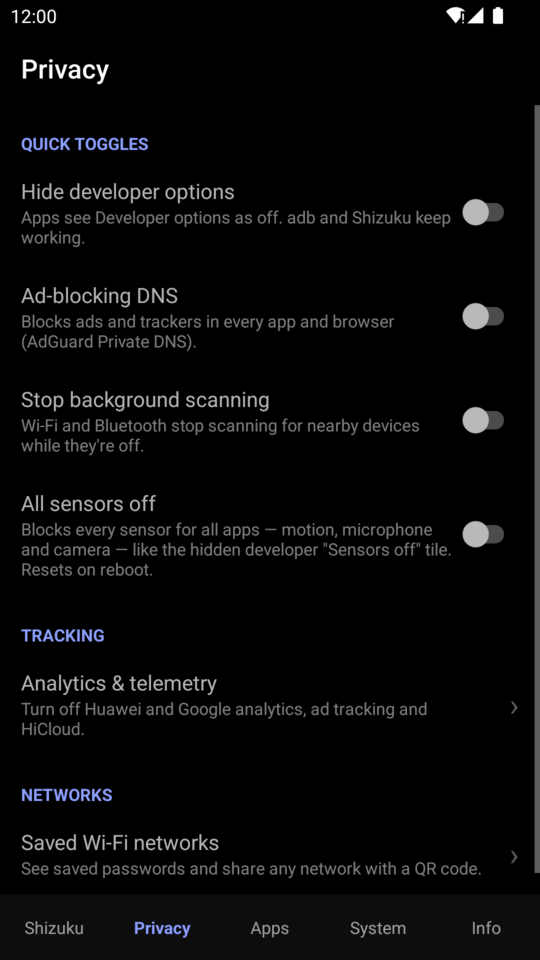 12:00
Privacy
QUICK TOGGLES
Hide developer options
Apps see Developer options as off. adb and Shizuku keep
working.
Ad-blocking DNS
Blocks ads and trackers in every app and browser
(AdGuard Private DNS).
Stop background scanning
Wi-Fi and Bluetooth stop scanning for nearby devices
while they're off.
All sensors off
Blocks every sensor for all apps — motion, microphone
and camera — like the hidden developer "Sensors off" tile.
Resets on reboot.
TRACKING
Analytics & telemetry
Turn off Huawei and Google analytics, ad tracking and
HiCloud.
NETWORKS
Saved Wi-Fi networks
See saved passwords and share any network with a QR code.
Shizuku Privacy Apps System Info